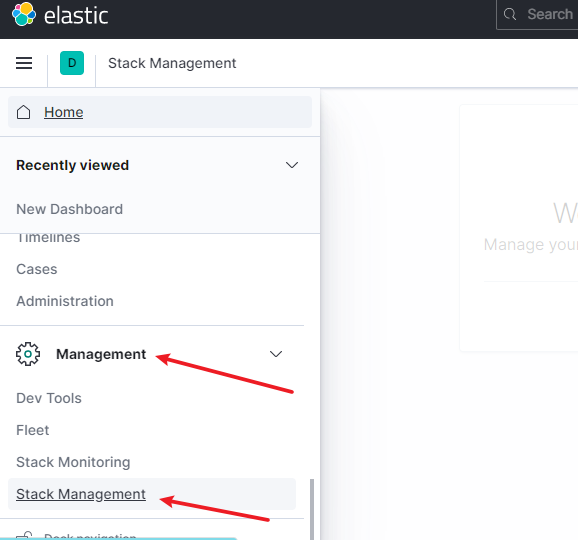 elastic
Search
D
Stack Management
Home
Recently viewed
New Dashboard
Timelines
Cases
Administration
Management
Dev Tools
Fleet
Stack Monitoring
Stack Management
Dock navigation
W
Manage your